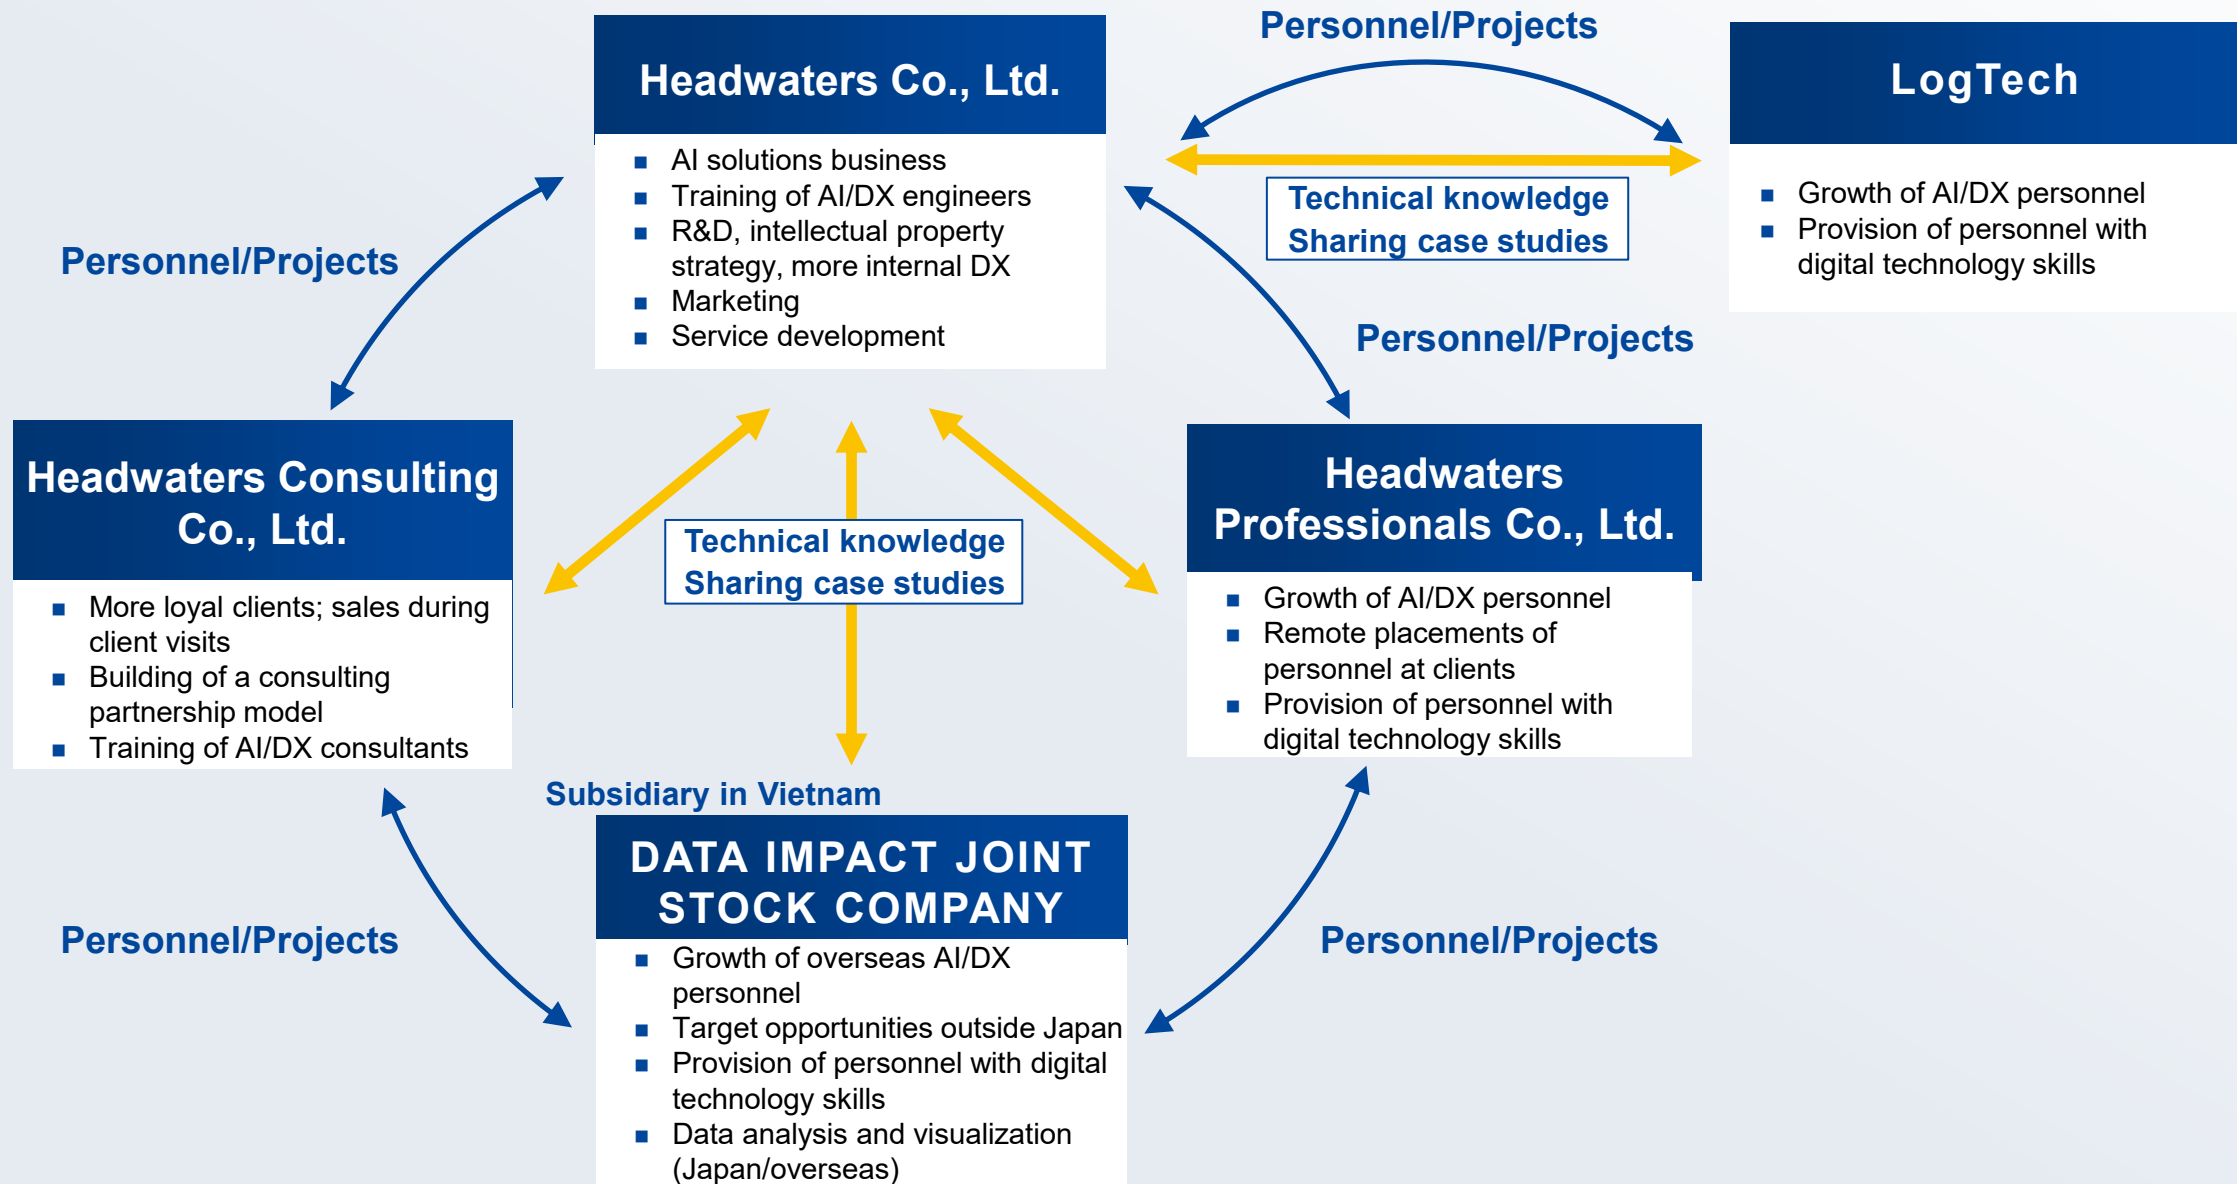 Personnel/Projects
Headwaters Co., Ltd.
■ AI solutions business
■ Training of AI/DX engineers
■ R&D, intellectual property
strategy, more internal DX
■ Marketing
■ Service development
LogTech
■ Growth of AI/DX personnel
■ Provision of personnel with
digital technology skills
Technical knowledge
Sharing case studies
Personnel/Projects
Personnel/Projects
Headwaters Consulting
Co., Ltd.
■ More loyal clients; sales during
client visits
■ Building of a consulting
partnership model
■ Training of AI/DX consultants
Technical knowledge
Sharing case studies
Headwaters
Professionals Co., Ltd.
■ Growth of AI/DX personnel
■ Remote placements of
personnel at clients
■ Provision of personnel with
digital technology skills
Subsidiary in Vietnam
DATA IMPACT JOINT
STOCK COMPANY
■ Growth of overseas AI/DX
personnel
■ Target opportunities outside Japan
■ Provision of personnel with digital
technology skills
■ Data analysis and visualization
(Japan/overseas)
Personnel/Projects
Personnel/Projects